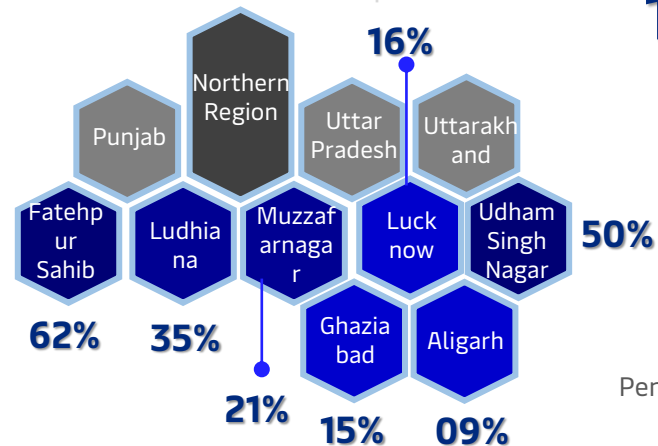 16%
Northern
Region
Punjab
Uttar
Pradesh
Uttarakh
and
Fatehp
ur
Sahib
Ludhia
na
Muzzaf
arnaga
r
Luck
now
Udham
Singh
Nagar
50%
62%
35%
21%
Ghazia
bad
15%
Aligarh
09%
Per